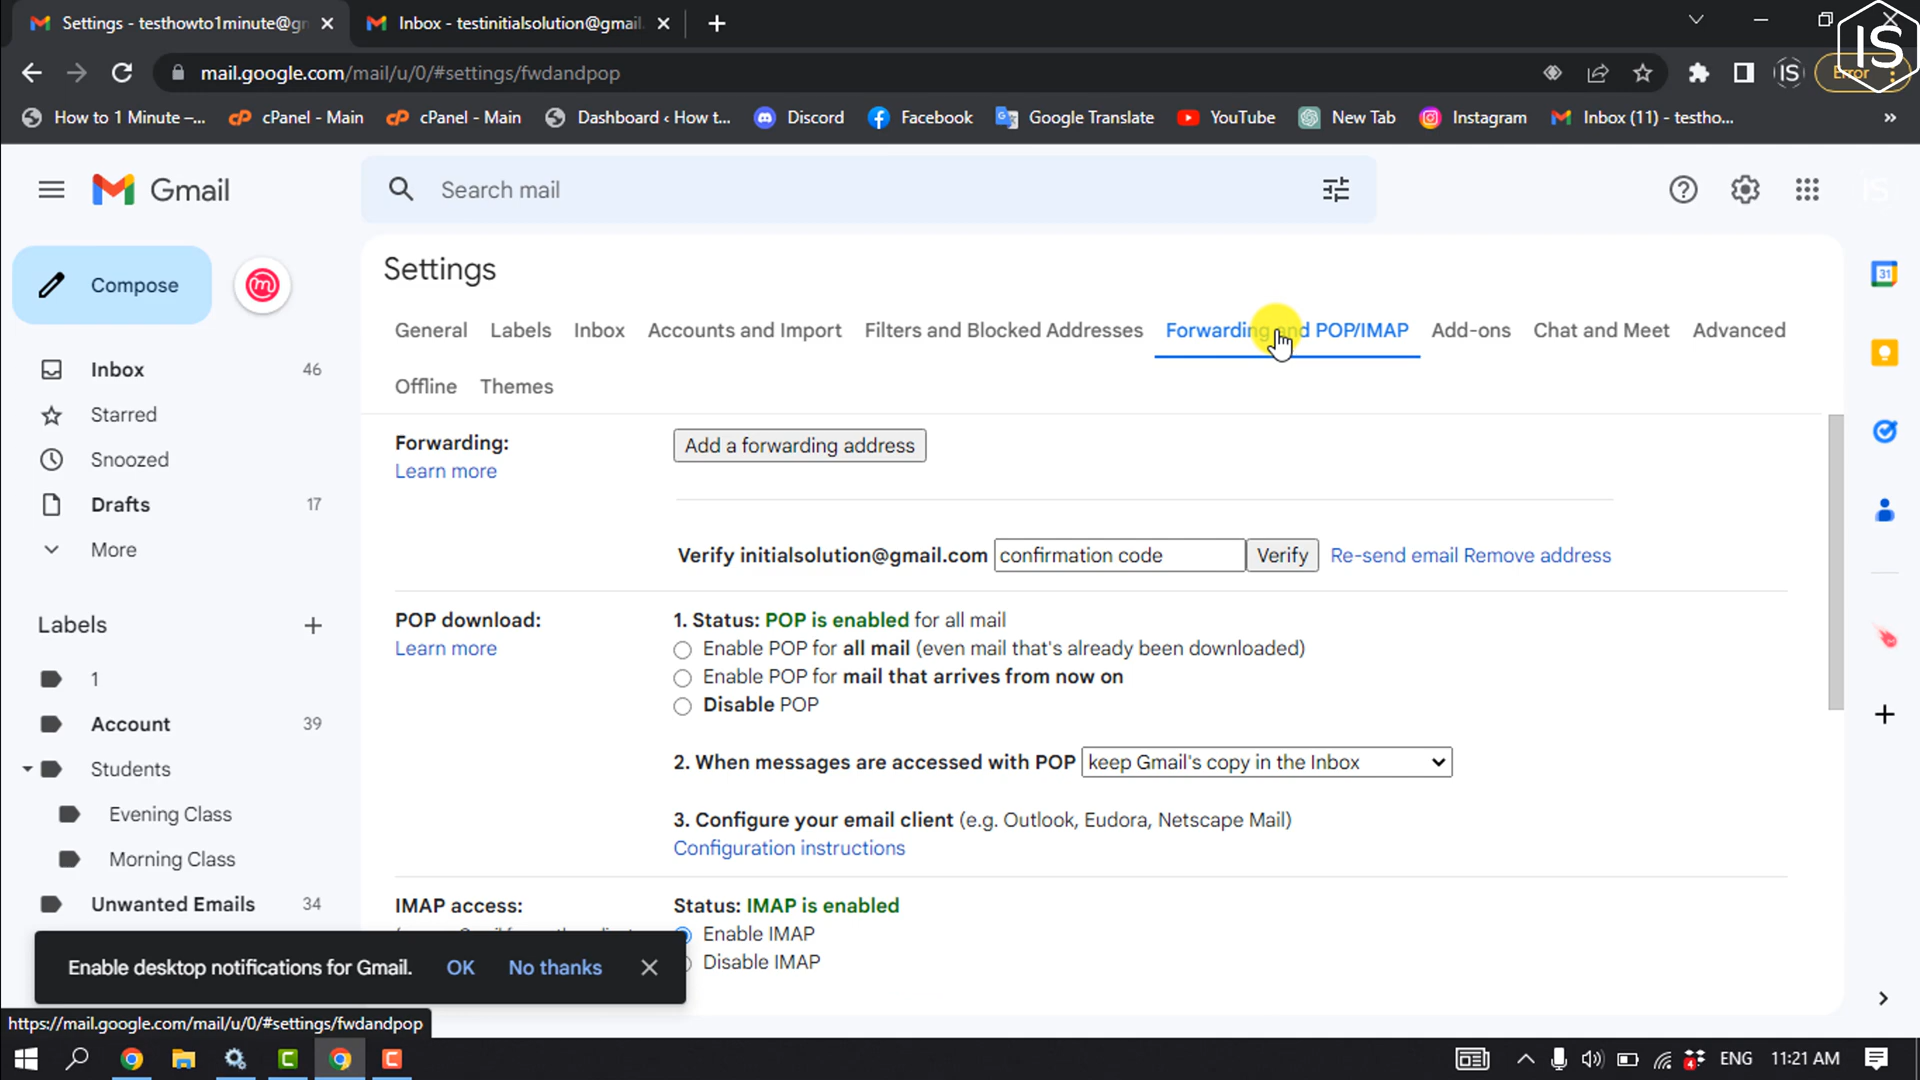 Settings - testhowto1minute@gm
Inbox - testinitialsolution@gmail.
IS
mail.google.com/mail/u/0/#settings/fwdandpop
IS
Error
How to 1 Minute –...
cPanel - Main
cPanel - Main
Dashboard ‹ How t...
Discord
Facebook
Google Translate
YouTube
New Tab
Instagram
Inbox (11) - testho...
»
Gmail
Search mail
IS
Compose
m
Settings
General Labels Inbox Accounts and Import Filters and Blocked Addresses Forwarding and POP/IMAP Add-ons Chat and Meet Advanced
Offline Themes
31
Inbox 46
Starred
Snoozed
Drafts 17
More
Labels
1
Account 39
Students
Evening Class
Morning Class
Unwanted Emails 34
Forwarding:
Learn more
Add a forwarding address
Verify initialsolution@gmail.com confirmation code Verify Re-send email Remove address
POP download:
Learn more
1. Status: POP is enabled for all mail
Enable POP for all mail (even mail that's already been downloaded)
Enable POP for mail that arrives from now on
Disable POP
2. When messages are accessed with POP keep Gmail's copy in the Inbox
3. Configure your email client (e.g. Outlook, Eudora, Netscape Mail)
Configuration instructions
IMAP access:
Status: IMAP is enabled
Enable IMAP
Disable IMAP
Enable desktop notifications for Gmail. OK No thanks
https://mail.google.com/mail/u/0/#settings/fwdandpop
4
ENG
11:21 AM